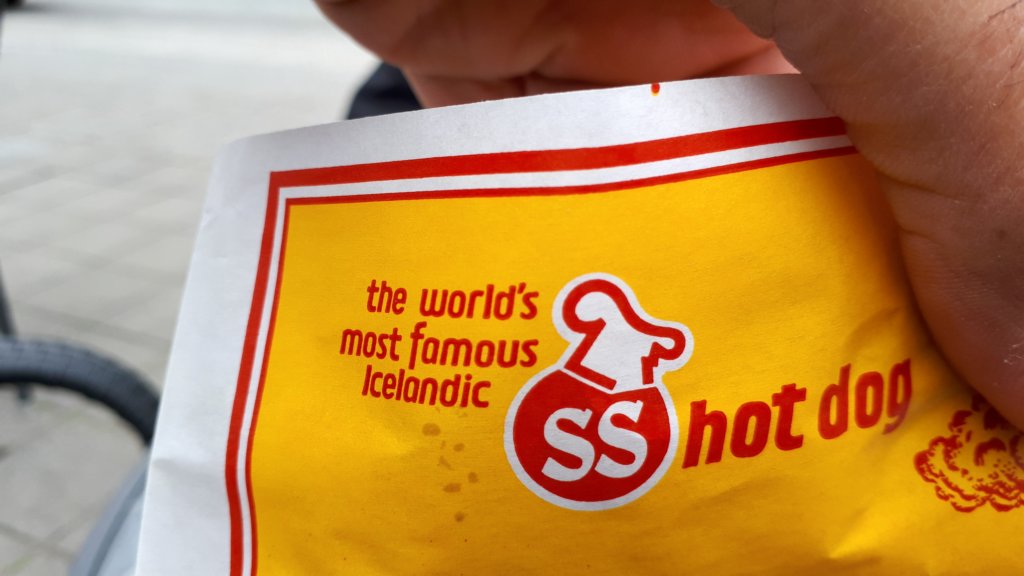 the world's
most famous
Icelandic
SS
hot dog